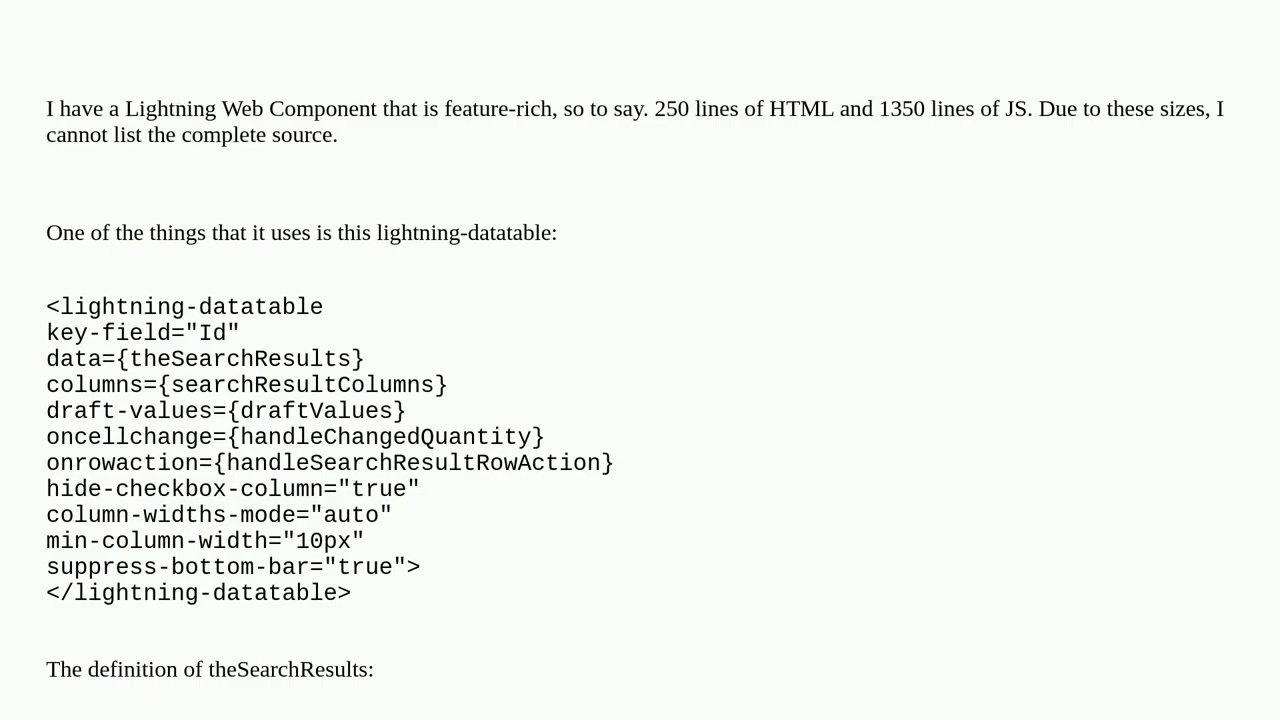 I have a Lightning Web Component that is feature-rich, so to say. 250 lines of HTML and 1350 lines of JS. Due to these sizes, I
cannot list the complete source.
One of the things that it uses is this lightning-datatable:
<lightning-datatable
key-field="Id"
data={theSearchResults}
columns={searchResultColumns}
draft-values={draftValues}
oncellchange={handleChangedQuantity}
onrowaction={handleSearchResultRowAction}
hide-checkbox-column="true"
column-widths-mode="auto"
min-column-width="10px"
suppress-bottom-bar="true">
</lightning-datatable>
The definition of theSearchResults: